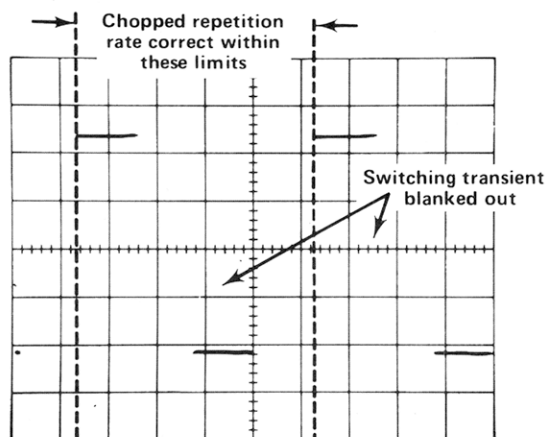 Chopped repetition
rate correct within
these limits
Switching transient
blanked out